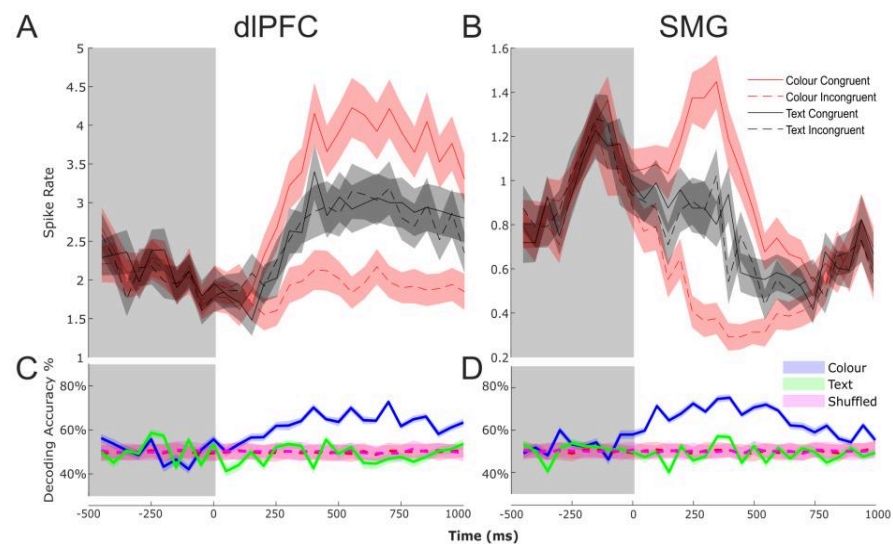 A dlPFC
B SMG
5
4.5
4
3.5
3
2.5
2
1.5
1
Spike Rate
1.6
1.4
1.2
1
0.8
0.6
0.4
0.2
Colour Congruent
Colour Incongruent
Text Congruent
Text Incongruent
C
80%
60%
40%
Decoding Accuracy %
D
80%
60%
40%
Colour
Text
Shuffled
-500 -250 0 250 500 750 1000
-500 -250 0 250 500 750 1000
Time (ms)